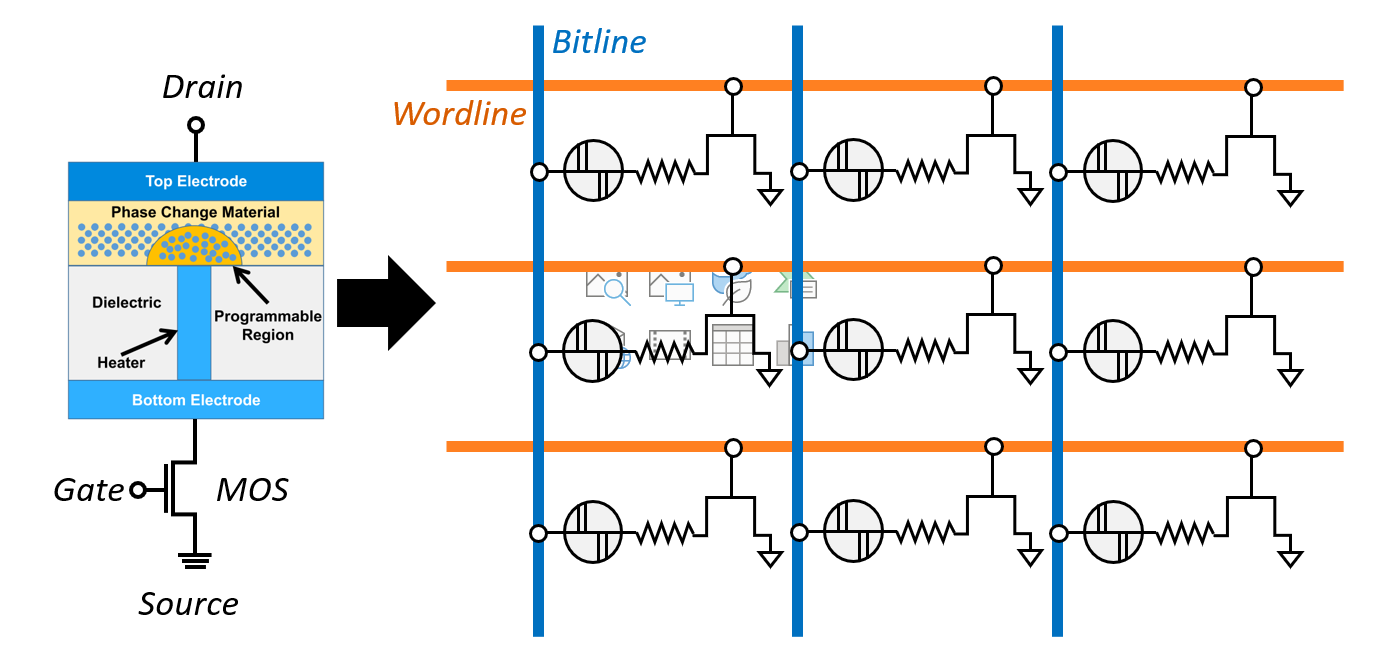 Drain
Top Electrode
Phase Change Material
Dielectric
Programmable
Region
Heater
Bottom Electrode
Gate
MOS
Source
Bitline
Wordline